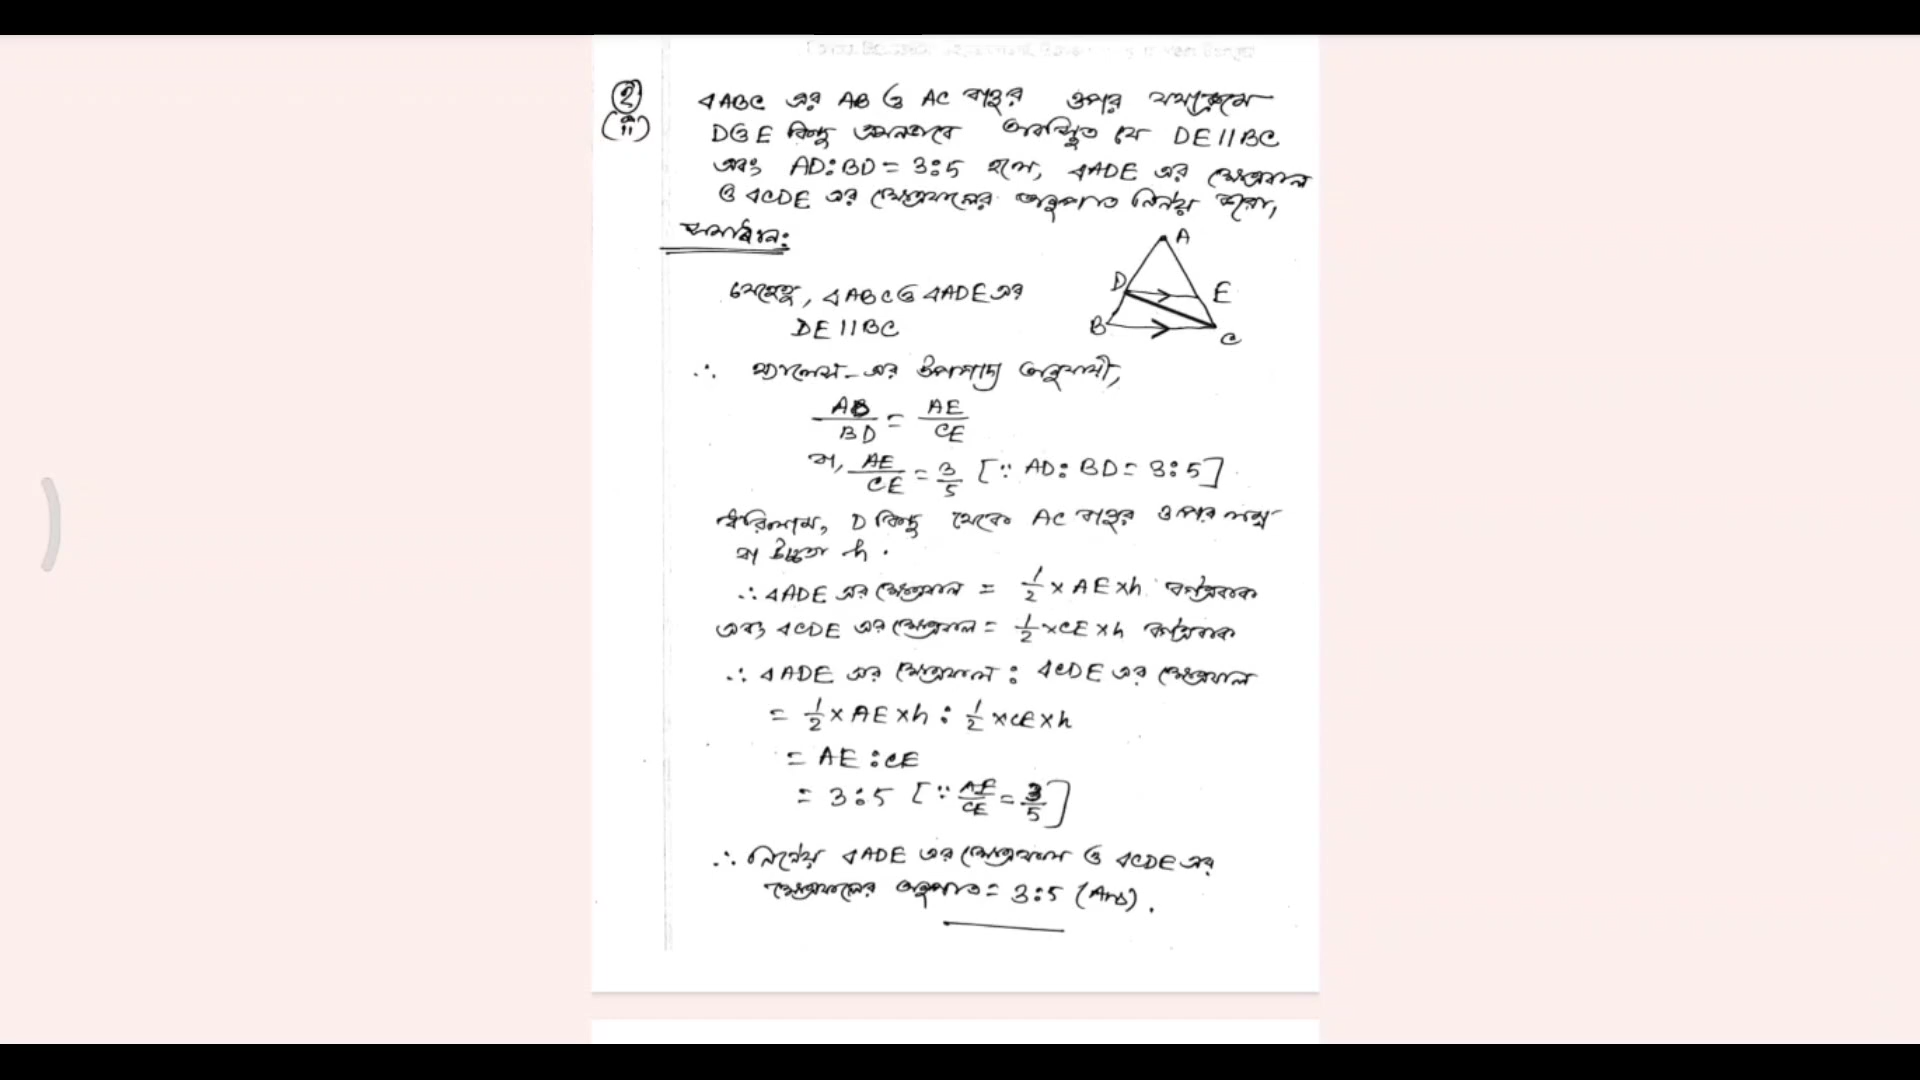 ২
(ii)
△ABC এর AB ও AC বাহুর ওপর যথাক্রমে
D ও E বিন্দু এমনভাবে অবস্থিত যে DE || BC
এবং AD:BD = 3:5 হলে, △ADE এর ক্ষেত্রফল
ও △CDE এর ক্ষেত্রফলের অনুপাত নির্ণয় করো,
সমাধান:
A
D
E
B
C
যেহেতু, △ABC ও △ADE এর
DE || BC
∴ থ্যালেস-এর উপপাদ্য অনুযায়ী,
AB/BD = AE/CE
বা, AE/CE = 3/5 [∵ AD: BD = 3:5]
ধরিলাম, D বিন্দু থেকে AC বাহুর ওপর লম্ব
বা উচ্চতা h.
∴ △ADE এর ক্ষেত্রফল = 1/2 × AE × h বর্গএকক
এবং △CDE এর ক্ষেত্রফল = 1/2 × CE × h বর্গএকক
∴ △ADE এর ক্ষেত্রফল : △CDE এর ক্ষেত্রফল
= 1/2 × AE × h : 1/2 × CE × h
= AE : CE
= 3:5 [∵ AE/CE = 3/5]
∴ নির্ণেয় △ADE এর ক্ষেত্রফল ও △CDE এর
ক্ষেত্রফলের অনুপাত = 3:5 (Ans).